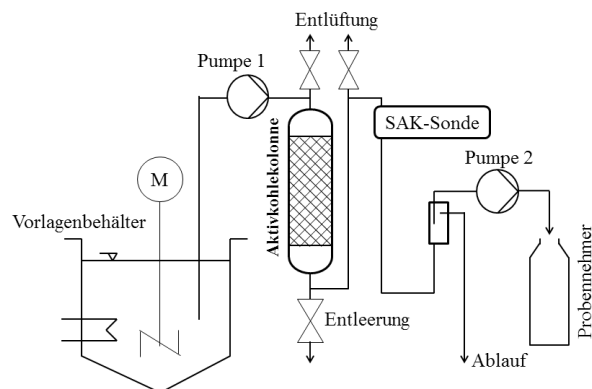 Entlüftung
Pumpe 1
SAK-Sonde
Aktivkohlekolonne
Pumpe 2
M
Vorlagenbehälter
Probennehmer
Entleerung
Ablauf